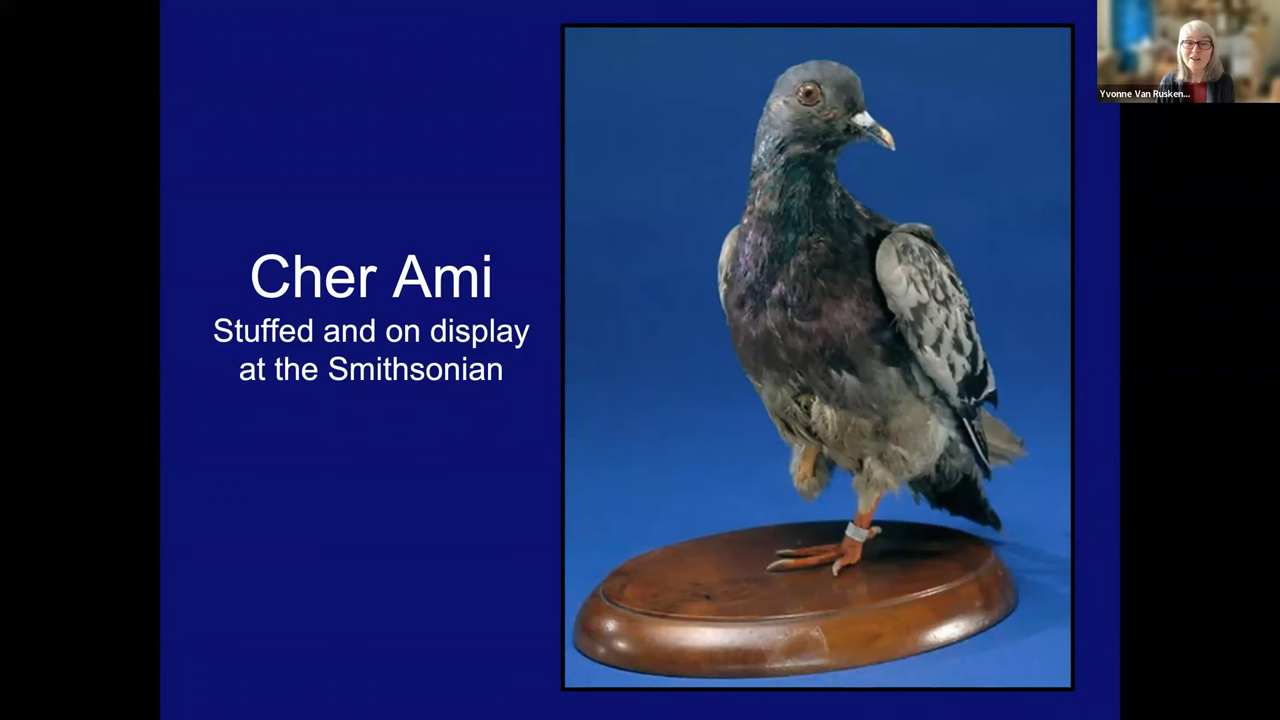 Cher Ami
Stuffed and on display
at the Smithsonian
Yvonne Van Rusken...